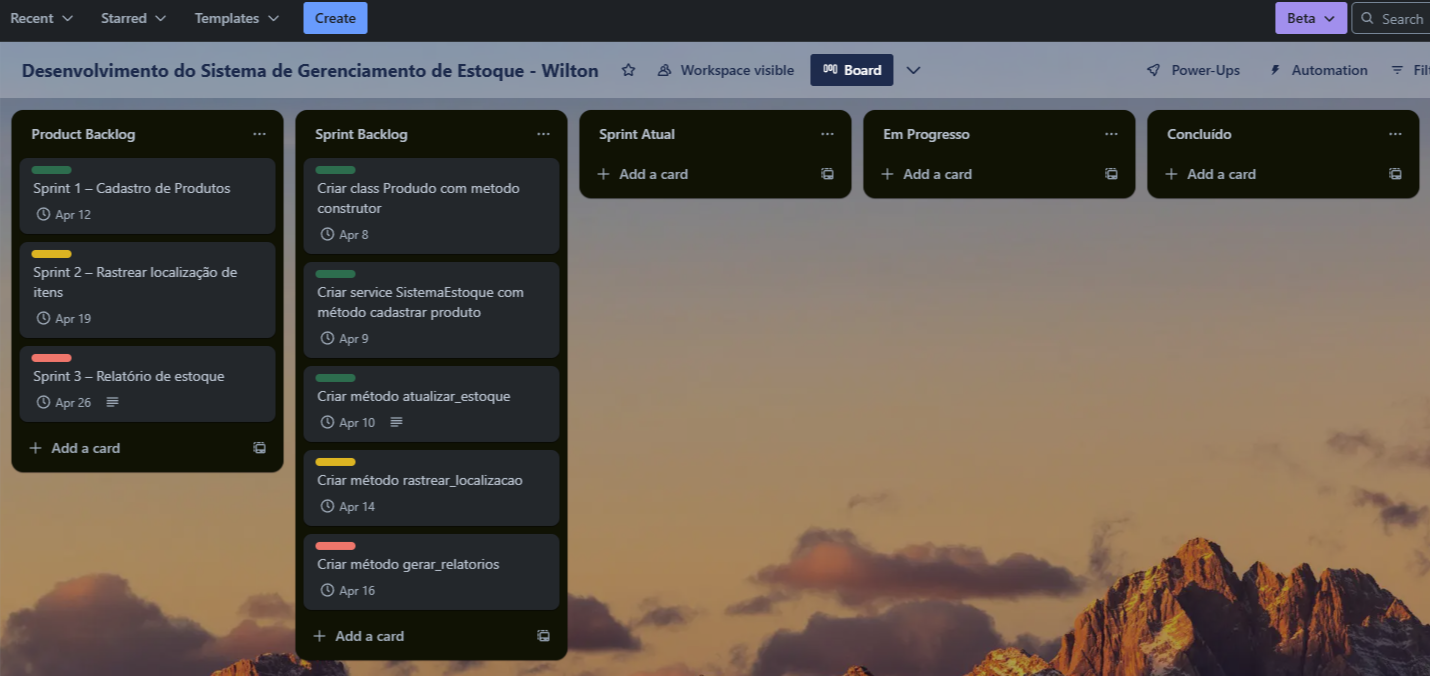 Recent
Starred
Templates
Create
Beta
Search
Desenvolvimento do Sistema de Gerenciamento de Estoque - Wilton
Workspace visible
Board
Power-Ups
Automation
Product Backlog
Sprint 1 – Cadastro de Produtos
Apr 12
Sprint 2 – Rastrear localização de
itens
Apr 19
Sprint 3 – Relatório de estoque
Apr 26
Add a card
Sprint Backlog
Criar class Produdo com metodo
construtor
Apr 8
Criar service SistemaEstoque com
método cadastrar produto
Apr 9
Criar método atualizar_estoque
Apr 10
Criar método rastrear_localizacao
Apr 14
Criar método gerar_relatorios
Apr 16
Add a card
Sprint Atual
Add a card
Em Progresso
Add a card
Concluído
Add a card